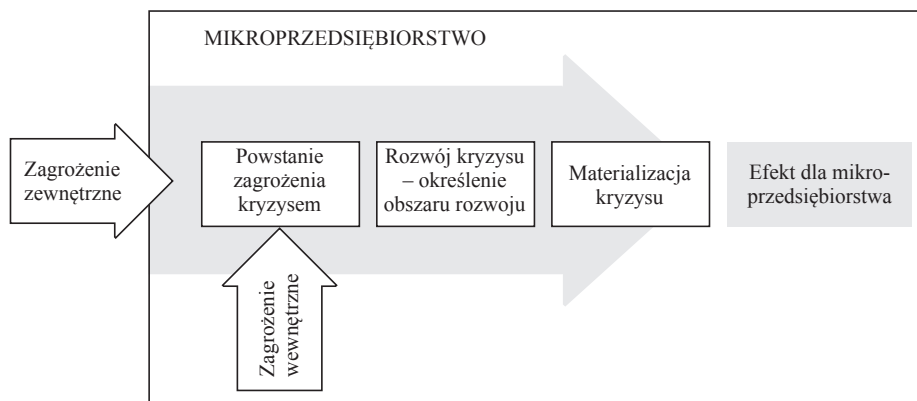 MIKROPRZEDSIĘBIORSTWO
Zagrożenie
zewnętrzne
Powstanie
zagrożenia
kryzysem
Rozwój kryzysu
– określenie
obszaru rozwoju
Materializacja
kryzysu
Efekt dla mikro-
przedsiębiorstwa
Zagrożenie
wewnętrzne